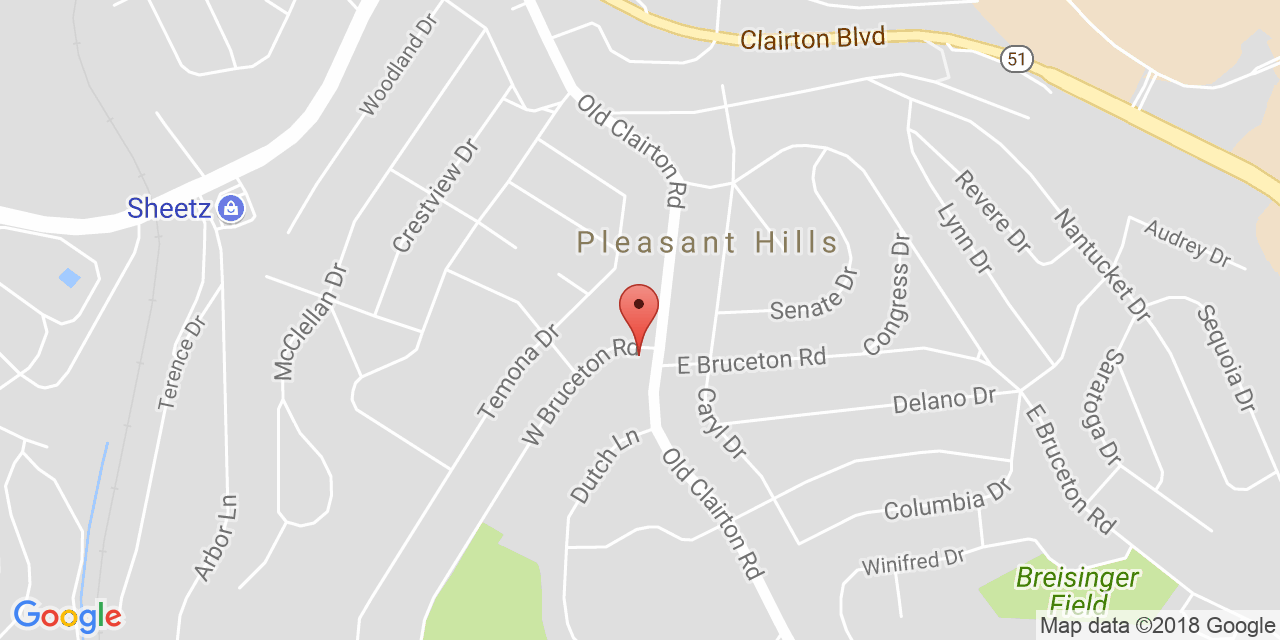 Clairton Blvd
51
Woodland Dr
Old Clairton Rd
Crestview Dr
Sheetz
Pleasant Hills
Revere Dr
Lynn Dr
Nantucket Dr
Audrey Dr
McClellan Dr
Senate Dr
Congress Dr
Terence Dr
Temona Dr
W Bruceton Rd
E Bruceton Rd
Sequoia Dr
Saratoga Dr
Delano Dr
Caryl Dr
Dutch Ln
Old Clairton Rd
E Bruceton Rd
Columbia Dr
Arbor Ln
Winifred Dr
Breisinger
Field
Google
Map data ©2018 Google